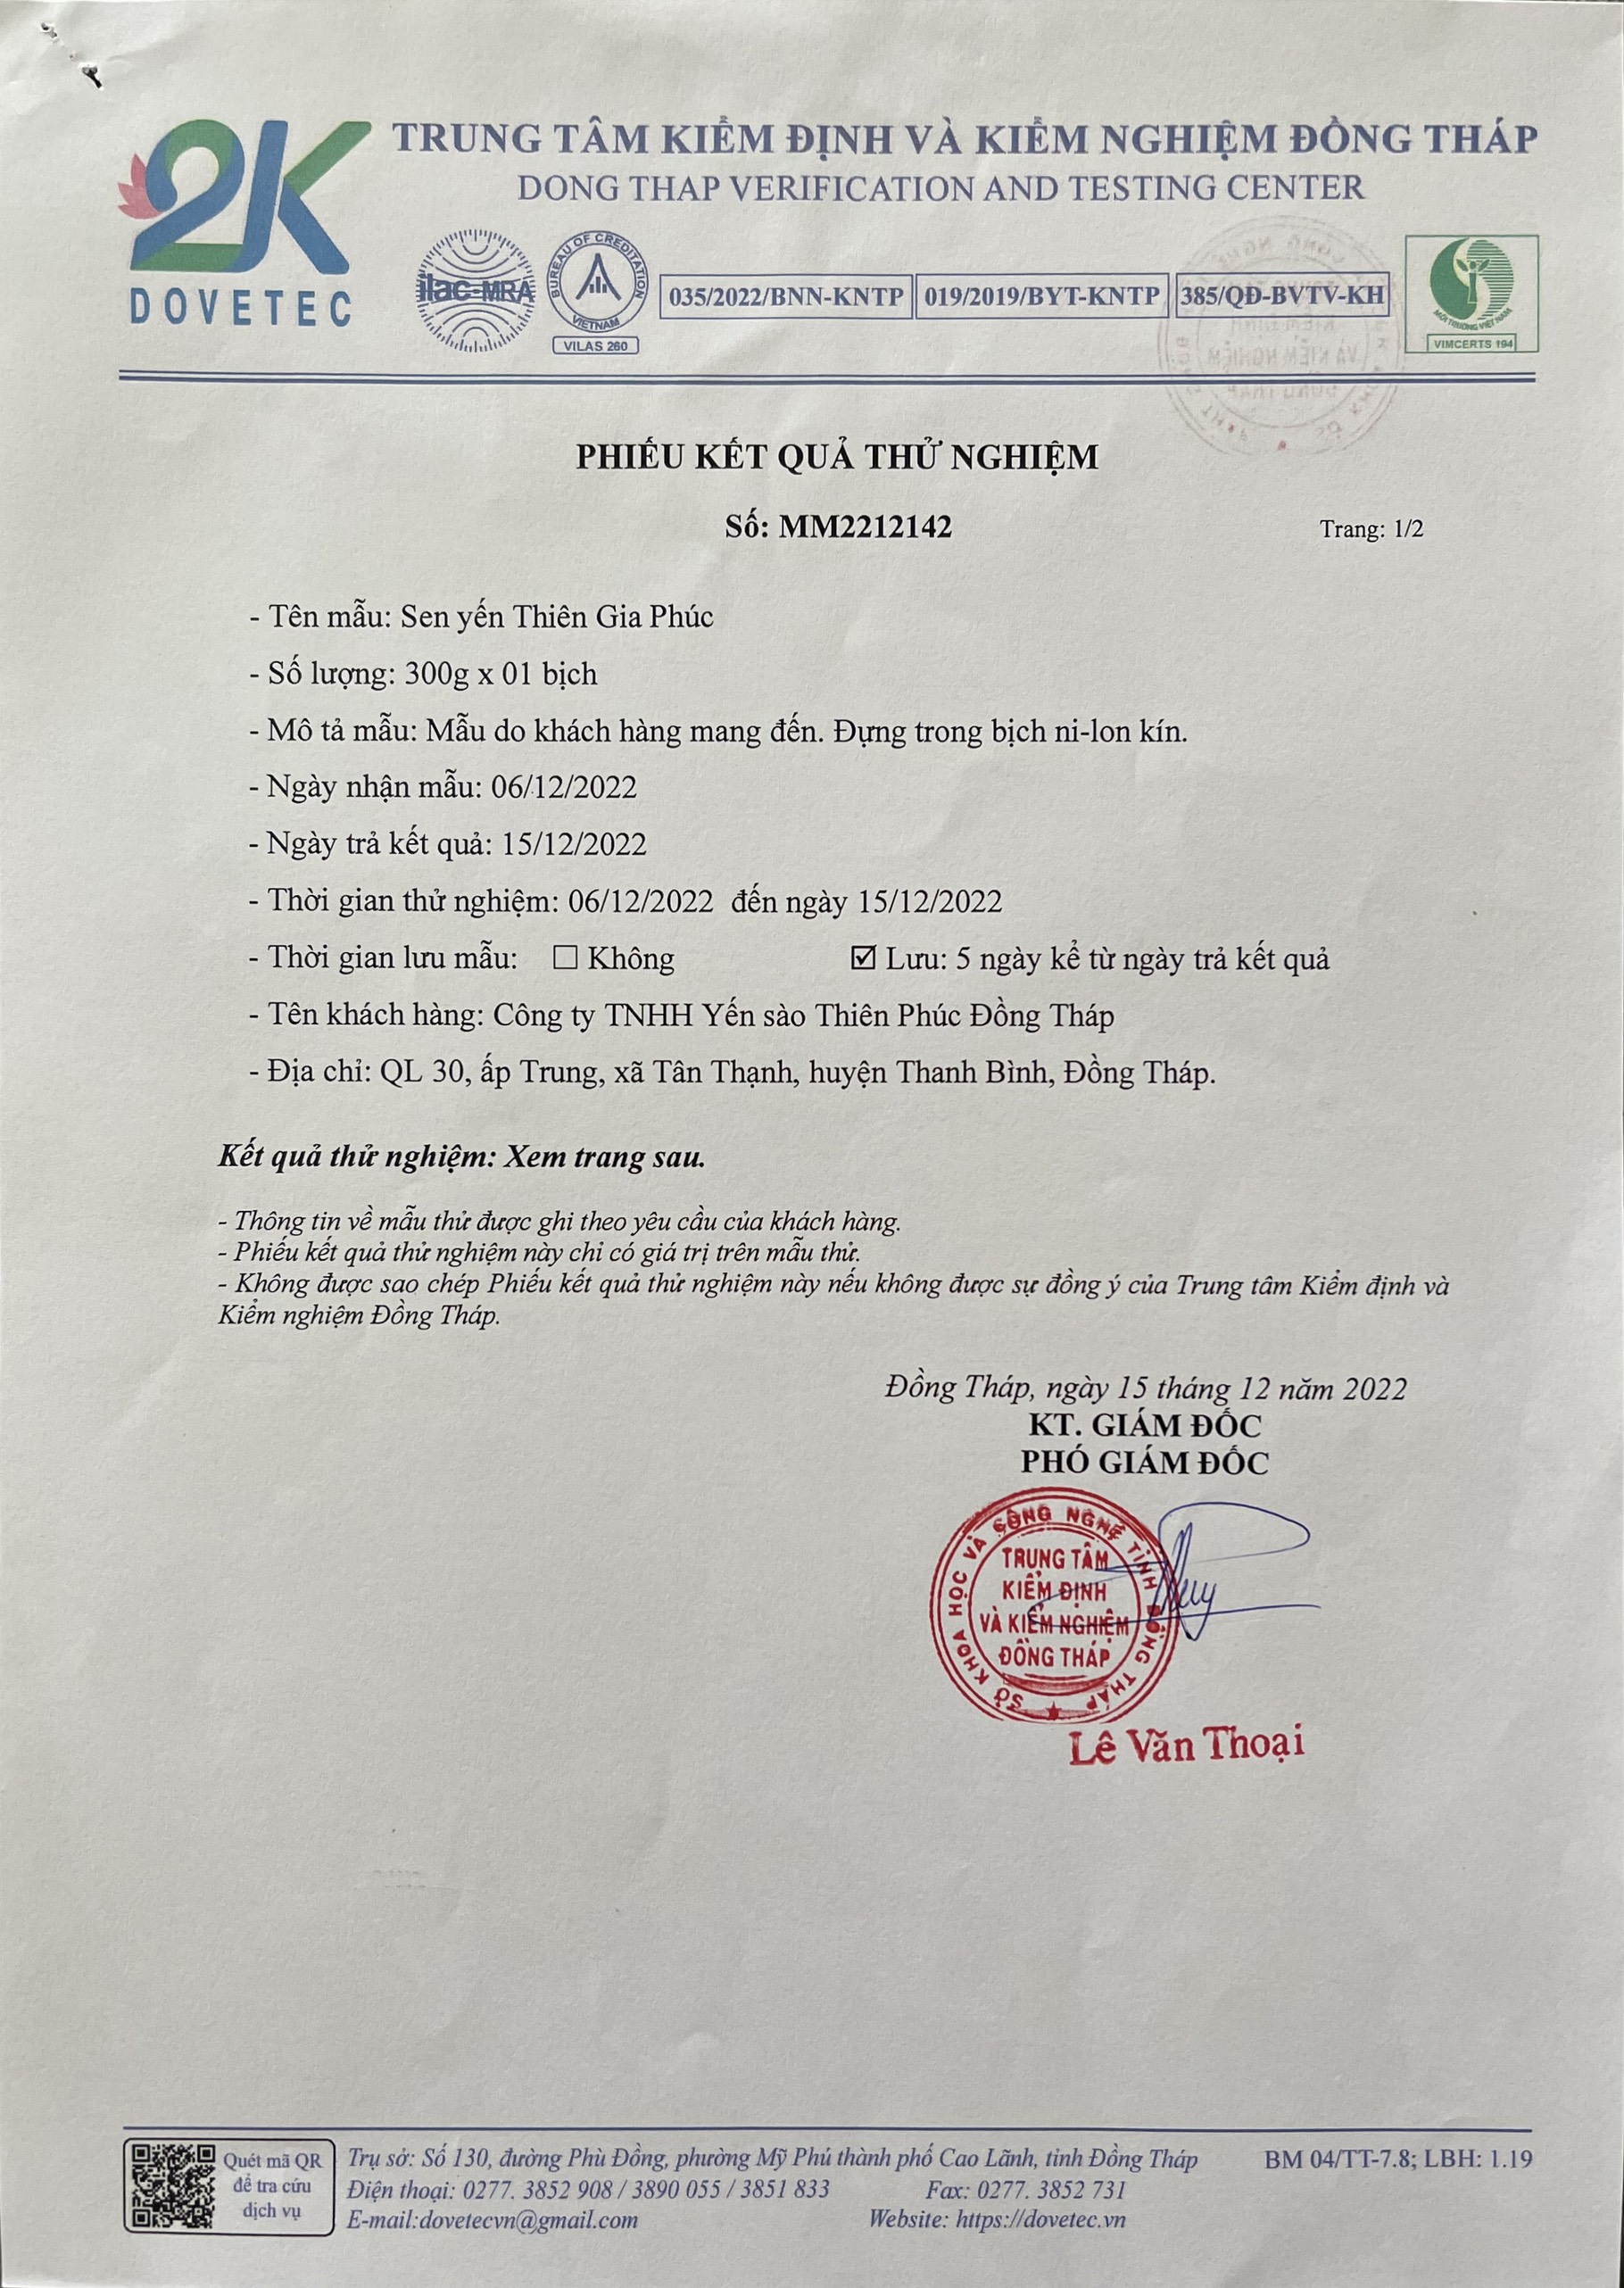 2K
DOVETEC
TRUNG TÂM KIỂM ĐỊNH VÀ KIỂM NGHIỆM ĐỒNG THÁP
DONG THAP VERIFICATION AND TESTING CENTER
ilac-MRA
BUREAU OF CREDITATION
VIETNAM
VILAS 260
035/2022/BNN-KNTP
019/2019/BYT-KNTP
385/QĐ-BVTV-KH
MÔI TRƯỜNG VIỆT NAM
VIMCERTS 194
PHIẾU KẾT QUẢ THỬ NGHIỆM
Số: MM2212142
Trang: 1/2
- Tên mẫu: Sen yến Thiên Gia Phúc
- Số lượng: 300g x 01 bịch
- Mô tả mẫu: Mẫu do khách hàng mang đến. Đựng trong bịch ni-lon kín.
- Ngày nhận mẫu: 06/12/2022
- Ngày trả kết quả: 15/12/2022
- Thời gian thử nghiệm: 06/12/2022 đến ngày 15/12/2022
- Thời gian lưu mẫu: ☐ Không ☑ Lưu: 5 ngày kể từ ngày trả kết quả
- Tên khách hàng: Công ty TNHH Yến sào Thiên Phúc Đồng Tháp
- Địa chỉ: QL 30, ấp Trung, xã Tân Thạnh, huyện Thanh Bình, Đồng Tháp.
Kết quả thử nghiệm: Xem trang sau.
- Thông tin về mẫu thử được ghi theo yêu cầu của khách hàng.
- Phiếu kết quả thử nghiệm này chỉ có giá trị trên mẫu thử.
- Không được sao chép Phiếu kết quả thử nghiệm này nếu không được sự đồng ý của Trung tâm Kiểm định và
Kiểm nghiệm Đồng Tháp.
Đồng Tháp, ngày 15 tháng 12 năm 2022
KT. GIÁM ĐỐC
PHÓ GIÁM ĐỐC
SỞ KHOA HỌC VÀ CÔNG NGHỆ TỈNH ĐỒNG THÁP
TRUNG TÂM
KIỂM ĐỊNH
VÀ KIỂM NGHIỆM
ĐỒNG THÁP
Lê Văn Thoại
Quét mã QR
để tra cứu
dịch vụ
Trụ sở: Số 130, đường Phù Đổng, phường Mỹ Phú thành phố Cao Lãnh, tỉnh Đồng Tháp
BM 04/TT-7.8; LBH: 1.19
Điện thoại: 0277. 3852 908 / 3890 055 / 3851 833 Fax: 0277. 3852 731
E-mail:dovetecvn@gmail.com Website: https://dovetec.vn